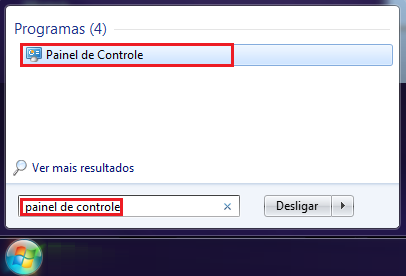 Programas (4)
Painel de Controle
Ver mais resultados
painel de controle
Desligar